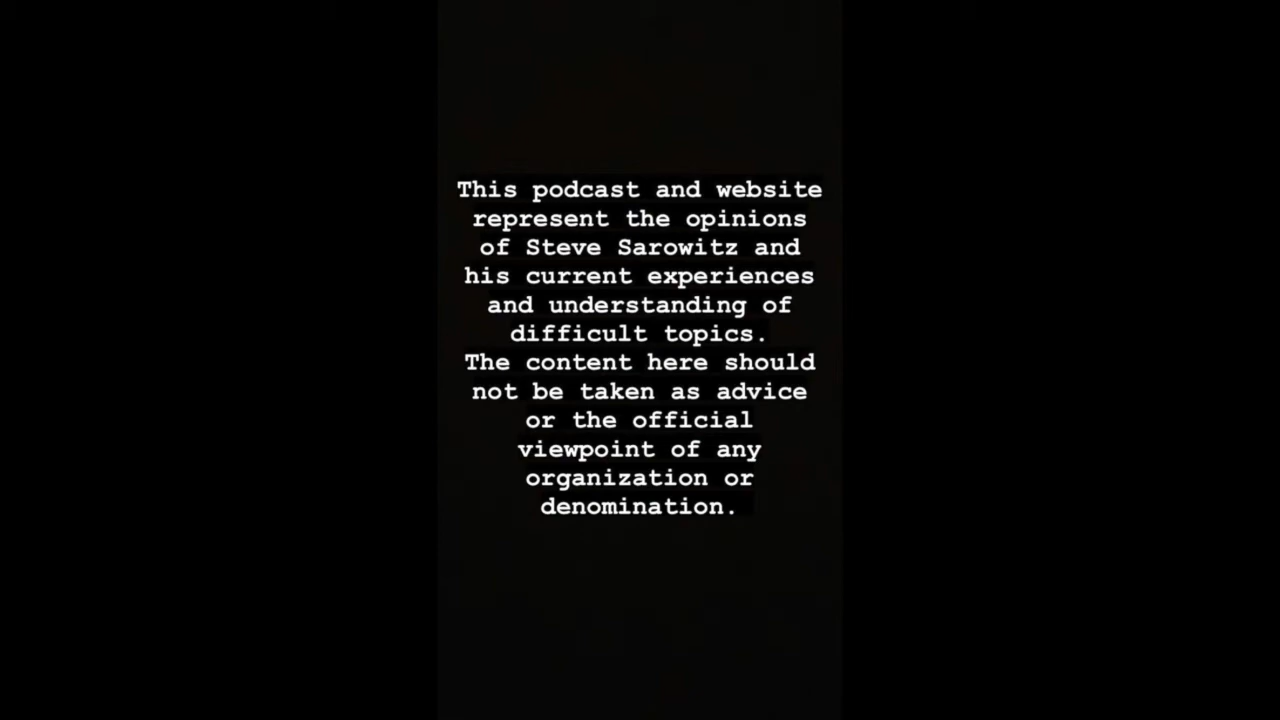 This podcast and website
represent the opinions
of Steve Sarowitz and
his current experiences
and understanding of
difficult topics.
The content here should
not be taken as advice
or the official
viewpoint of any
organization or
denomination.